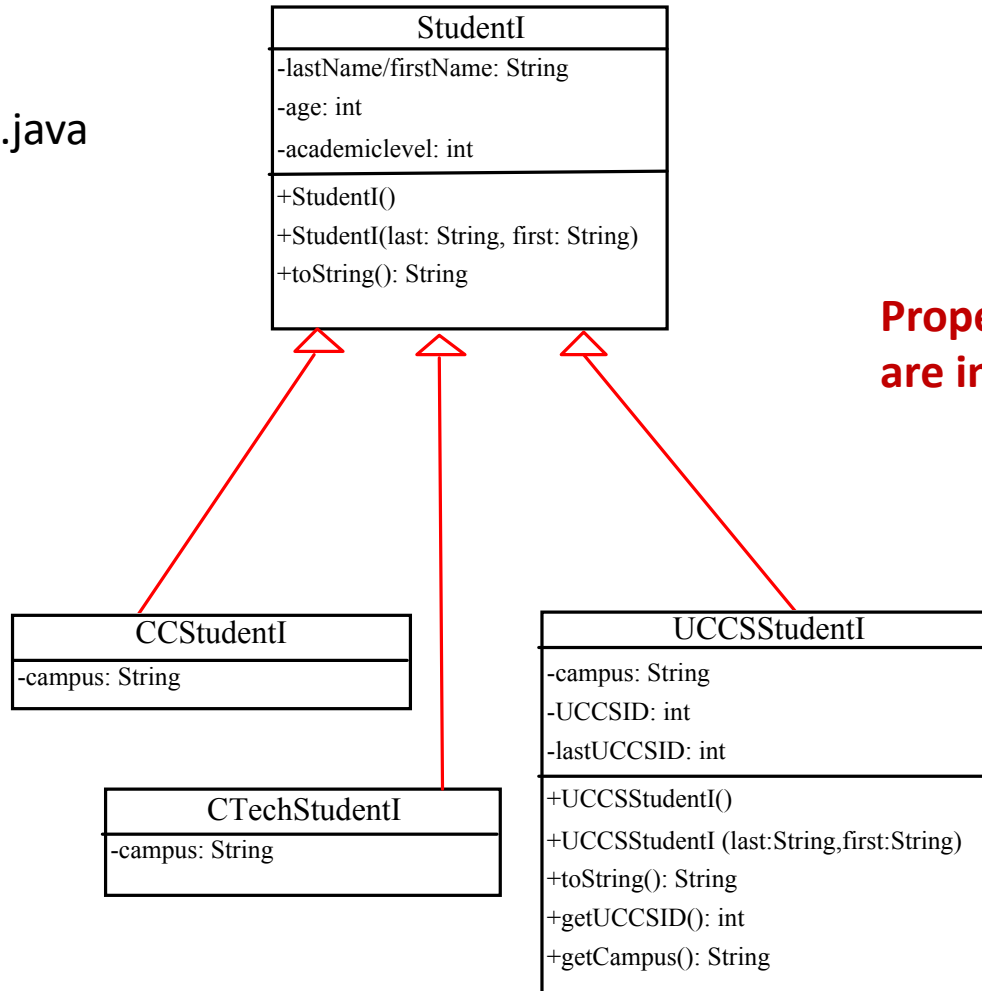 StudentI
-lastName/firstName: String
-age: int
.java
-academiclevel: int
+StudentI()
+StudentI(last: String, first: String)
+toString(): String
are
CCStudentI
-campus: String
CTechStudentI
-campus: String
UCCSStudentI
-campus: String
-UCCSID: int
-lastUCCSID: int
+UCCSStudentI()
+UCCSStudentI (last:String,first:String)
+toString(): String
+getUCCSID(): int
+getCampus(): String